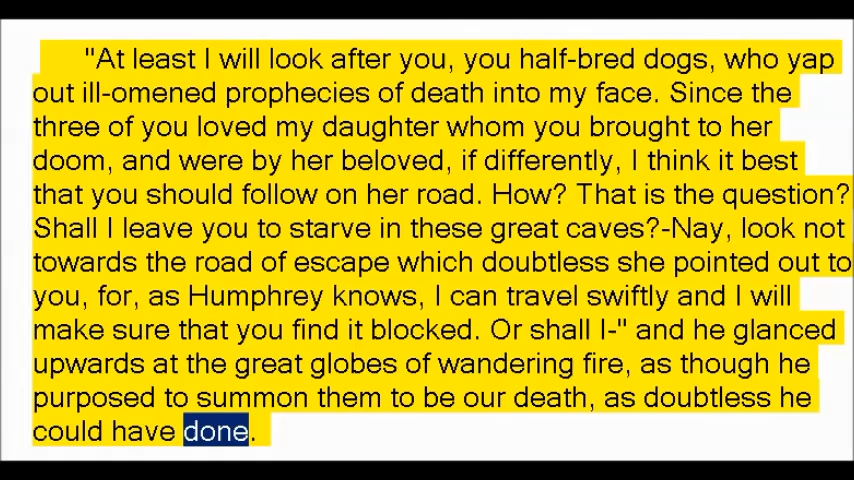 "At least I will look after you, you half-bred dogs, who yap
out ill-omened prophecies of death into my face. Since the
three of you loved my daughter whom you brought to her
doom, and were by her beloved, if differently, I think it best
that you should follow on her road. How? That is the question?
Shall I leave you to starve in these great caves?-Nay, look not
towards the road of escape which doubtless she pointed out to
you, for, as Humphrey knows, I can travel swiftly and I will
make sure that you find it blocked. Or shall I-" and he glanced
upwards at the great globes of wandering fire, as though he
purposed to summon them to be our death, as doubtless he
could have done.